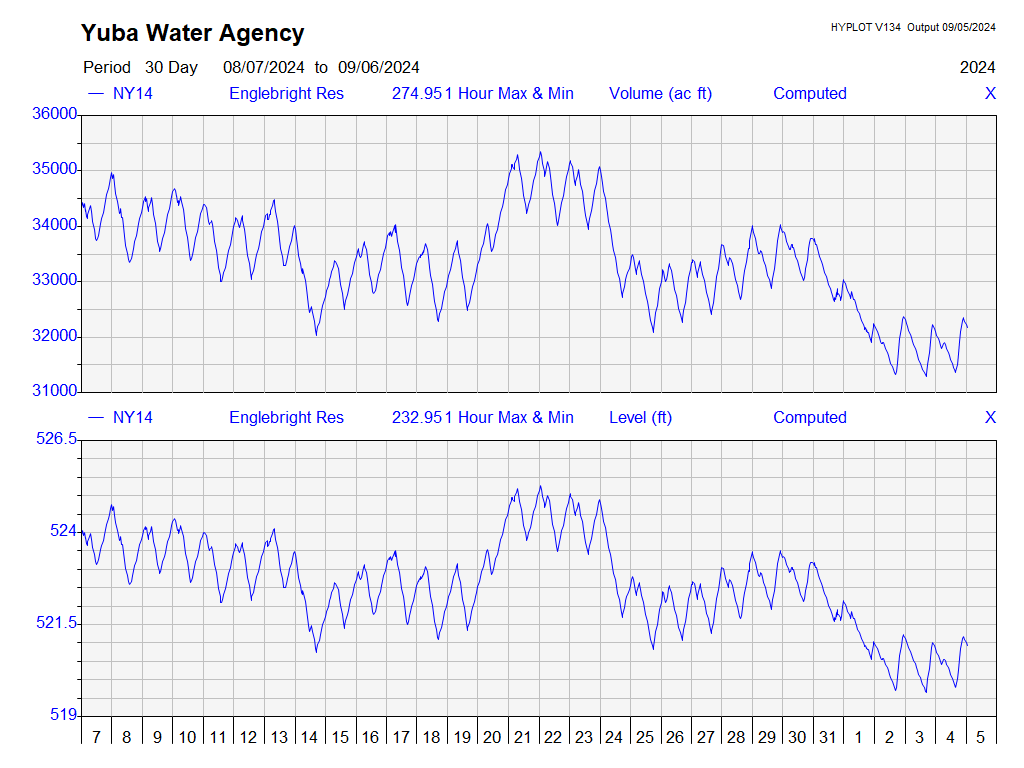 Yuba Water Agency
HYPLOT V134 Output 09/05/2024
Period 30 Day 08/07/2024 to 09/06/2024
2024
NY14 Englebright Res 274.951 Hour Max & Min Volume (ac ft) Computed X
36000
35000
34000
33000
32000
31000
NY14 Englebright Res 232.951 Hour Max & Min Level (ft) Computed X
526.5
524
521.5
519
7 8 9 10 11 12 13 14 15 16 17 18 19 20 21 22 23 24 25 26 27 28 29 30 31 1 2 3 4 5